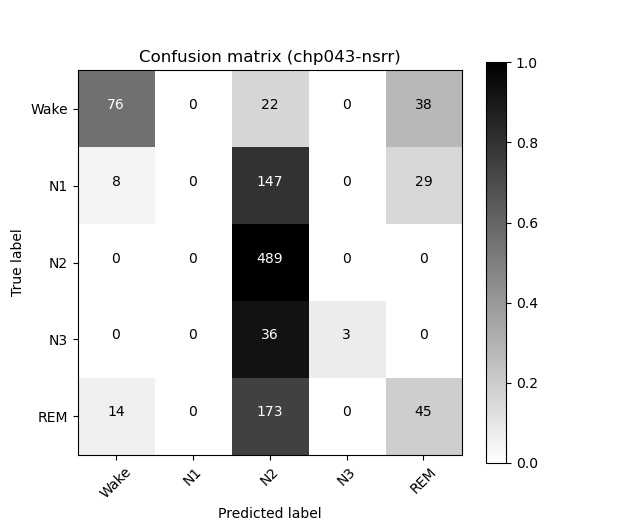 Confusion matrix (chp043-nsrr)
True label
Wake 76 0 22 0 38
N1 8 0 147 0 29
N2 0 0 489 0 0
N3 0 0 36 3 0
REM 14 0 173 0 45
Wake N1 N2 N3 REM
Predicted label
1.0
0.8
0.6
0.4
0.2
0.0